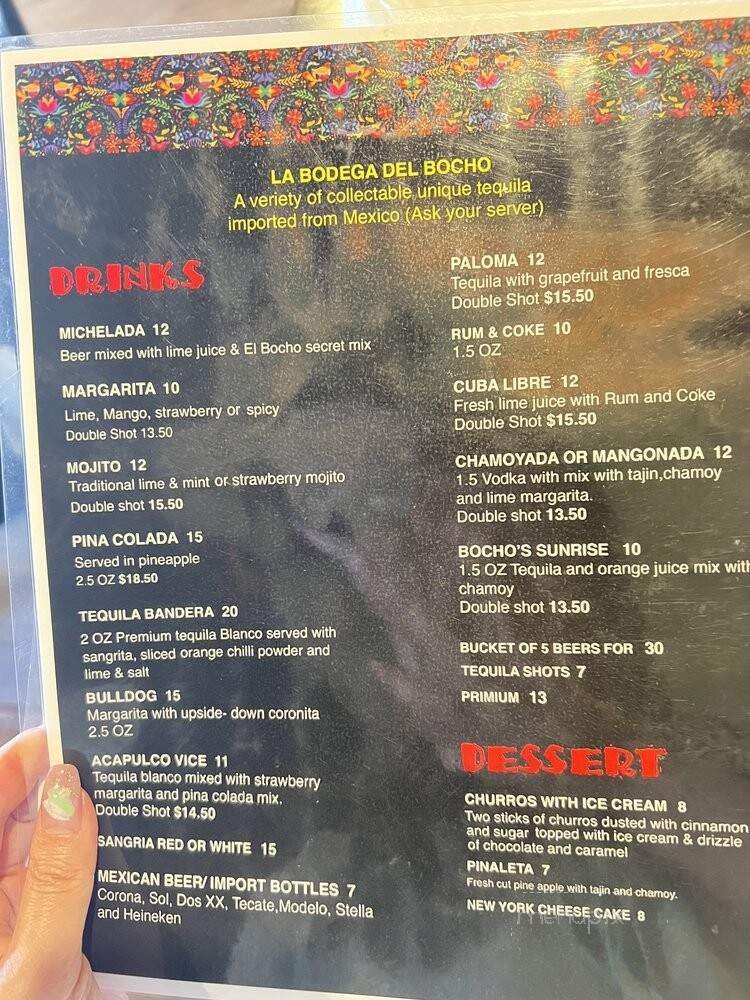 LA BODEGA DEL BOCHO
A veriety of collectable unique tequila
imported from Mexico (Ask your server)
DRINKS
MICHELADA 12
Beer mixed with lime juice & El Bocho secret mix
MARGARITA 10
Lime, Mango, strawberry or spicy
Double Shot 13.50
MOJITO 12
Traditional lime & mint or strawberry mojito
Double shot 15.50
PINA COLADA 15
Served in pineapple
2.5 OZ $18.50
TEQUILA BANDERA 20
2 OZ Premium tequila Blanco served with
sangrita, sliced orange chilli powder and
lime & salt
BULLDOG 15
Margarita with upside- down coronita
2.5 OZ
ACAPULCO VICE 11
Tequila blanco mixed with strawberry
margarita and pina colada mix.
Double Shot $14.50
SANGRIA RED OR WHITE 15
MEXICAN BEER/ IMPORT BOTTLES 7
Corona, Sol, Dos XX, Tecate,Modelo, Stella
and Heineken
PALOMA 12
Tequila with grapefruit and fresca
Double Shot $15.50
RUM & COKE 10
1.5 OZ
CUBA LIBRE 12
Fresh lime juice with Rum and Coke
Double Shot $15.50
CHAMOYADA OR MANGONADA 12
1.5 Vodka with mix with tajin,chamoy
and lime margarita.
Double shot 13.50
BOCHO'S SUNRISE 10
1.5 OZ Tequila and orange juice mix with
chamoy
Double shot 13.50
BUCKET OF 5 BEERS FOR 30
TEQUILA SHOTS 7
PRIMIUM 13
DESSERT
CHURROS WITH ICE CREAM 8
Two sticks of churros dusted with cinnamon
and sugar topped with ice cream & drizzle
of chocolate and caramel
PINALETA 7
Fresh cut pine apple with tajin and chamoy.
NEW YORK CHEESE CAKE 8